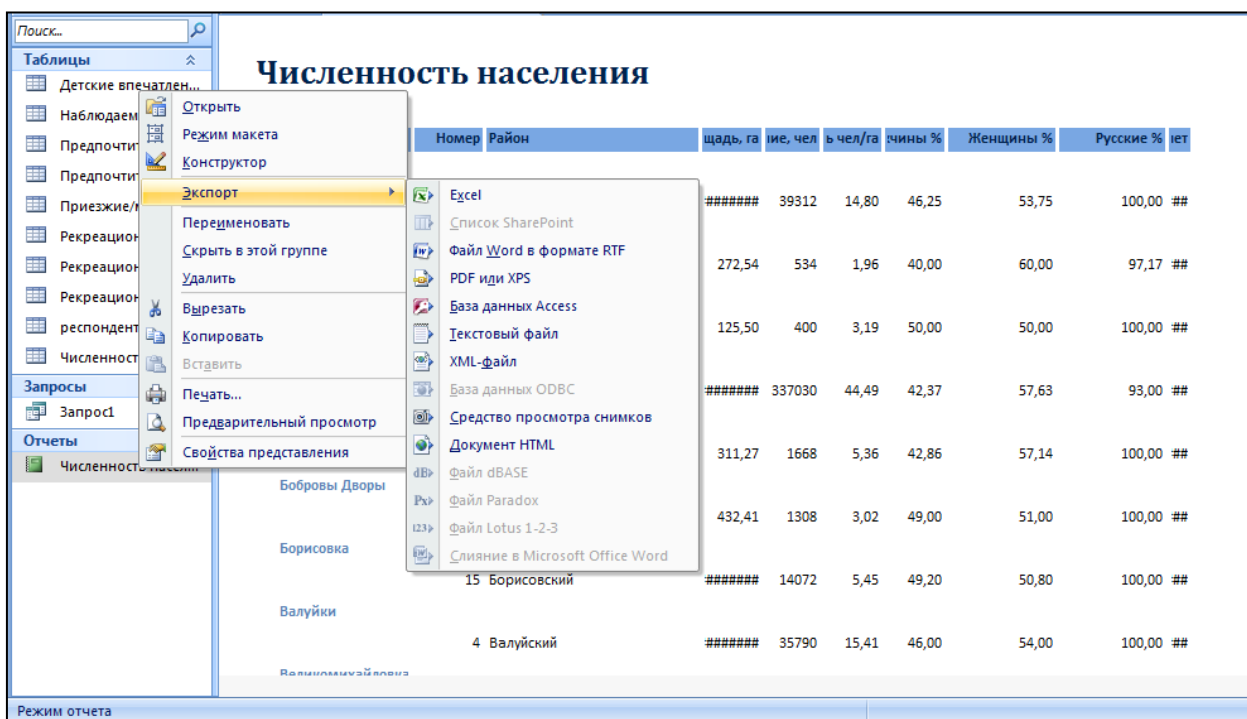 Поиск...
Таблицы
Детские впечатлен...
Наблюдаем
Предпочтит
Предпочтит
Приезжие/м
Рекреацион
Рекреацион
Рекреацион
респондент
Численност
Запросы
Запрос1
Отчеты
Численность насел...
Открыть
Режим макета
Конструктор
Экспорт
Переименовать
Скрыть в этой группе
Удалить
Вырезать
Копировать
Вставить
Печать...
Предварительный просмотр
Свойства представления
Excel
Список SharePoint
Файл Word в формате RTF
PDF или XPS
База данных Access
Текстовый файл
XML-файл
База данных ODBC
Средство просмотра снимков
Документ HTML
dB Файл dBASE
Px Файл Paradox
123 Файл Lotus 1-2-3
Слияние в Microsoft Office Word
Численность населения
Номер Район щадь, га ие, чел ь чел/га чины % Женщины % Русские % ет
####### 39312 14,80 46,25 53,75 100,00 ##
272,54 534 1,96 40,00 60,00 97,17 ##
125,50 400 3,19 50,00 50,00 100,00 ##
####### 337030 44,49 42,37 57,63 93,00 ##
311,27 1668 5,36 42,86 57,14 100,00 ##
Бобровы Дворы
432,41 1308 3,02 49,00 51,00 100,00 ##
Борисовка
15 Борисовский ####### 14072 5,45 49,20 50,80 100,00 ##
Валуйки
4 Валуйский ####### 35790 15,41 46,00 54,00 100,00 ##
Великомихайловка
Режим отчета